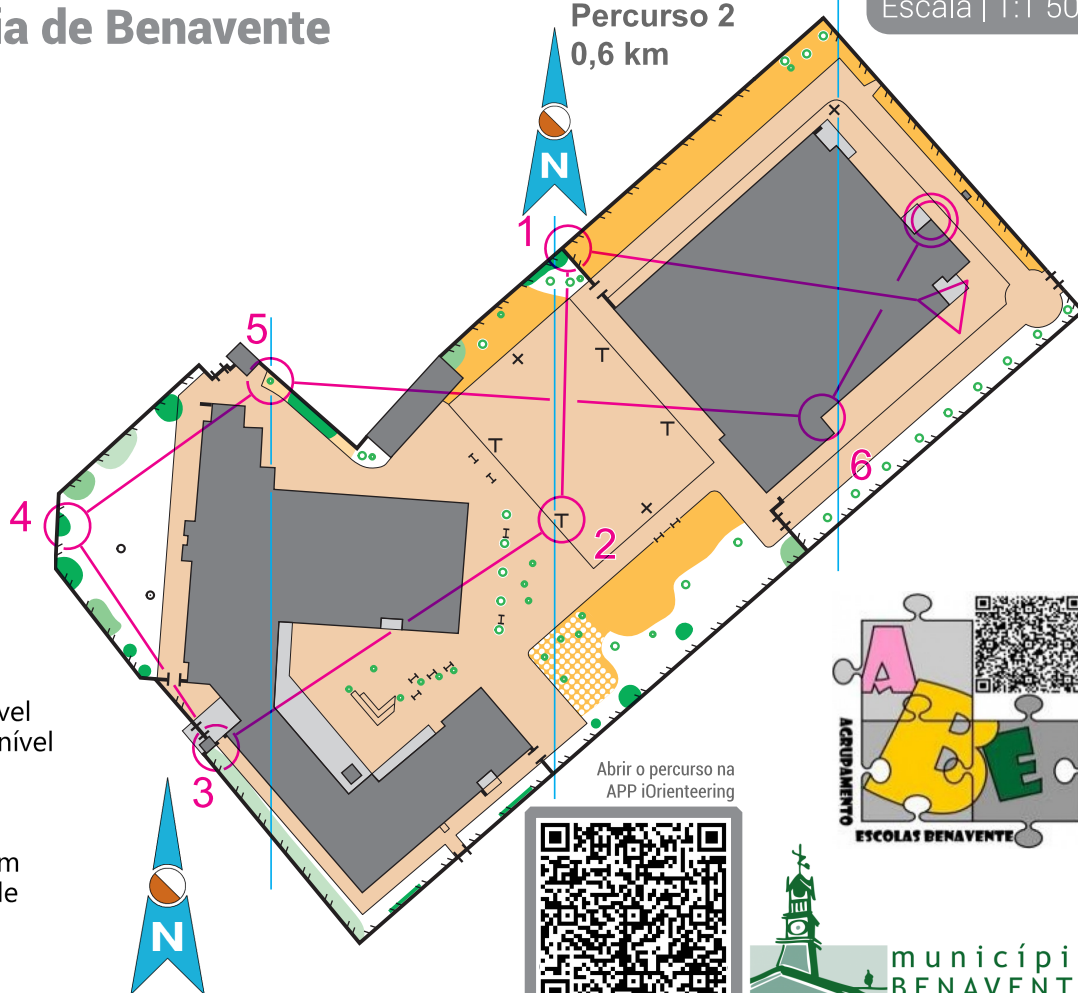 ia de Benavente
Percurso 2
0,6 km
Escala | 1:1 50
N
1
5
4
6
2
3
vel
nível
m
de
N
Abrir o percurso na
APP iOrienteering
A
B
E
AGRUPAMENTO
ESCOLAS BENAVENTE
municípi
BENAVENT